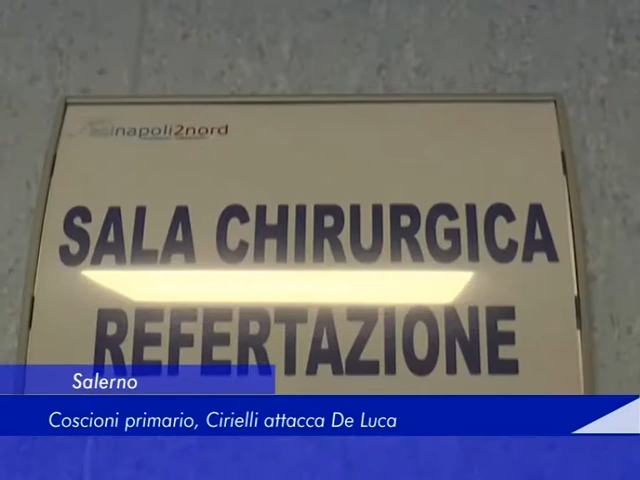 napoli2nord
SALA CHIRURGICA
REFERTAZIONE
Salerno
Coscioni primario, Cirielli attacca De Luca